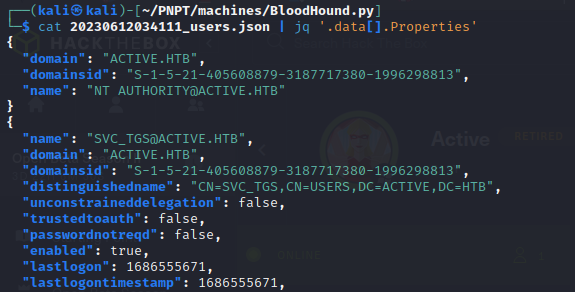 ┌──(kali㉿kali)-[~/PNPT/machines/BloodHound.py]
└─$ cat 20230612034111_users.json | jq '.data[].Properties'
HACKTHEBOX
{
  "domain": "ACTIVE.HTB",
  "domainsid": "S-1-5-21-405608879-3187717380-1996298813",
  "name": "NT AUTHORITY@ACTIVE.HTB"
}
{
  "name": "SVC_TGS@ACTIVE.HTB",
Active RETIRED
  "domain": "ACTIVE.HTB",
  "domainsid": "S-1-5-21-405608879-3187717380-1996298813",
  "distinguishedname": "CN=SVC_TGS,CN=USERS,DC=ACTIVE,DC=HTB",
  "unconstraineddelegation": false,
  "trustedtoauth": false,
  "passwordnotreqd": false,
  "enabled": true,
ONLINE
  "lastlogon": 1686555671,
  "lastlogontimestamp": 1686555671,